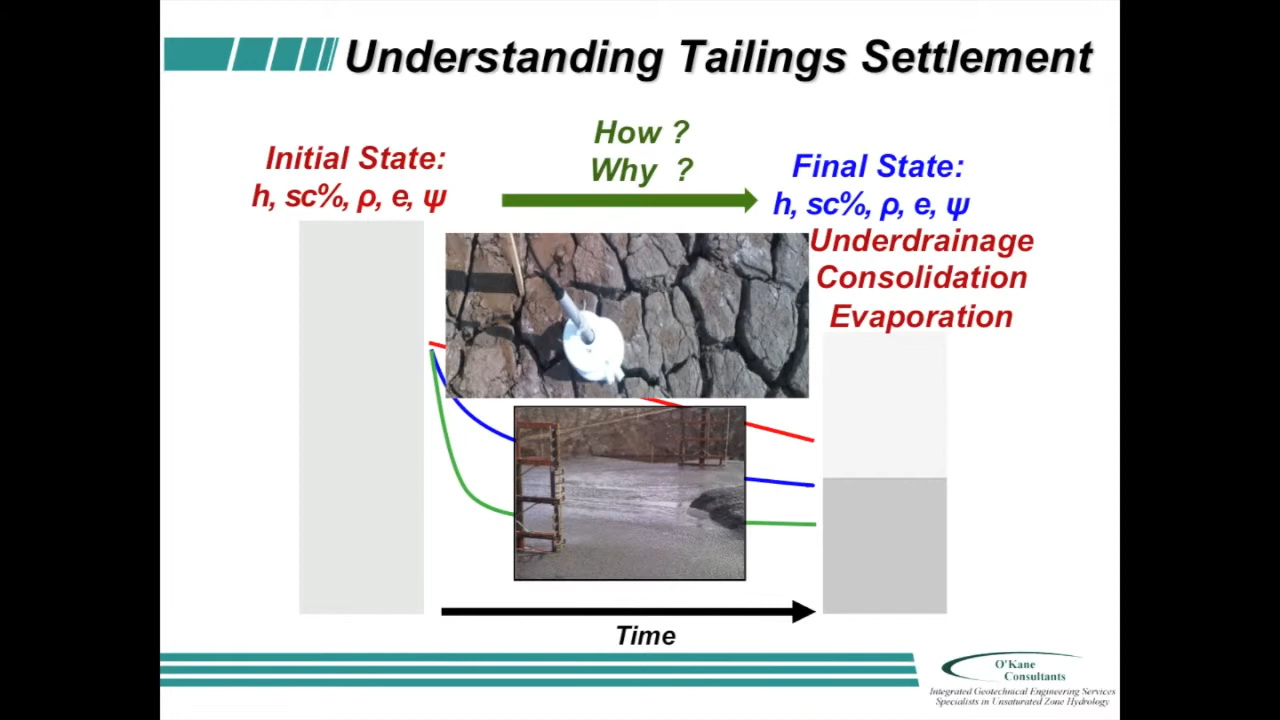 Understanding Tailings Settlement
How ?
Why ?
Initial State:
h, sc%, ρ, e, ψ
Final State:
h, sc%, ρ, e, ψ
Underdrainage
Consolidation
Evaporation
Time
O'Kane
Consultants
Integrated Geotechnical Engineering Services
Specialists in Unsaturated Zone Hydrology